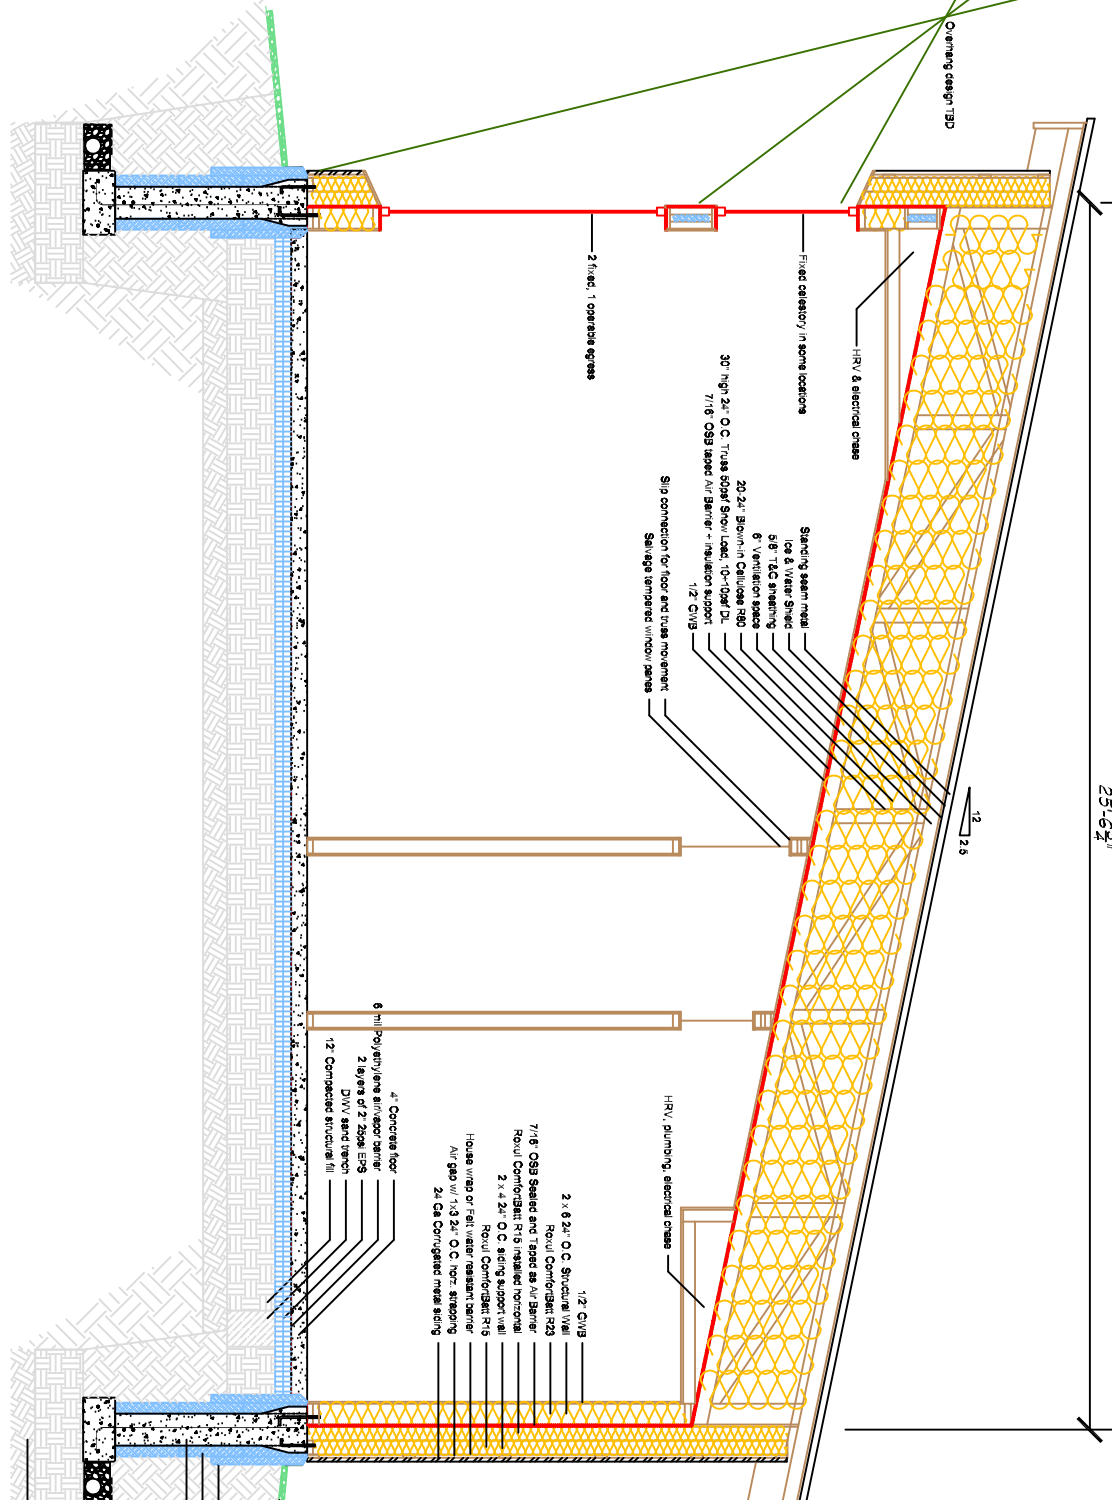 Overhang design TBD
25'-6 3/4"
12
2.5
Fixed celestory in some locations
2 fixed, 1 operable egress
HRV & electrical chase
Standing seam metal
Ice & Water Shield
5/8" T&G sheathing
6" Ventilation space
20-24" Blown-in Cellulose R80
30" high 24" O.C. Truss 50psf Snow Load, 10+10psf DL
7/16" OSB taped Air Barrier + insulation support
1/2" GWB
Slip connection for floor and truss movement
Salvage tempered window panes
HRV, plumbing, electrical chase
1/2" GWB
2 x 6 24" O.C. Structural Wall
Roxul ComfortBatt R23
7/16" OSB Sealed and Taped as Air Barrier
Roxul ComfortBatt R15 installed horizontal
2 x 4 24" O.C. siding support wall
Roxul ComfortBatt R15
House wrap or Felt water resistant barrier
Air gap w/ 1x3 24" O.C. horz. strapping
24 Ga Corrugated metal siding
4" Concrete floor
6 mil Polyethylene air/vapor barrier
2 layers of 2" 25psi EPS
DWV sand trench
12" Compacted structural fill